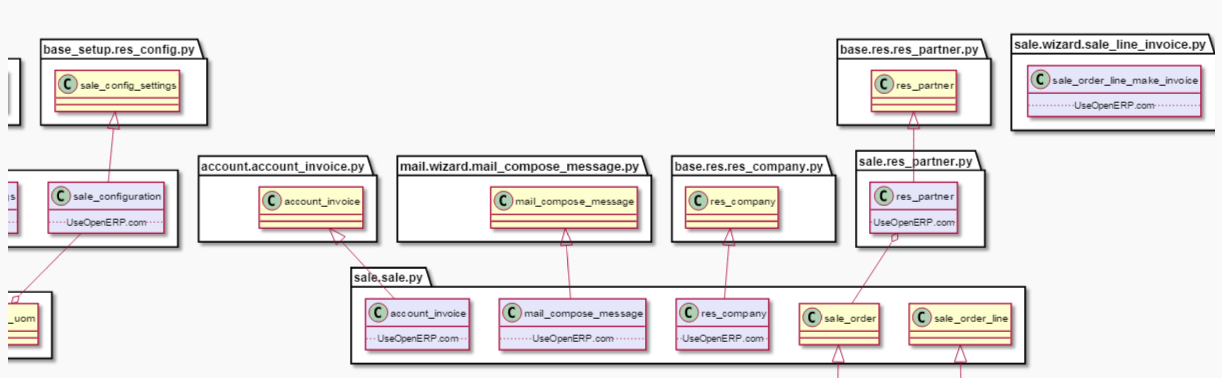 base_setup.res_config.py
C sale_config_settings
base.res.res_partner.py
C res_partner
sale.wizard.sale_line_invoice.py
C sale_order_line_make_invoice
UseOpenERP.com
s
C sale_configuration
UseOpenERP.com
account.account_invoice.py
C account_invoice
mail.wizard.mail_compose_message.py
C mail_compose_message
base.res.res_company.py
C res_company
sale.res_partner.py
C res_partner
UseOpenERP.com
_uom
sale.sale.py
C account_invoice
UseOpenERP.com
C mail_compose_message
UseOpenERP.com
C res_company
UseOpenERP.com
C sale_order
C sale_order_line